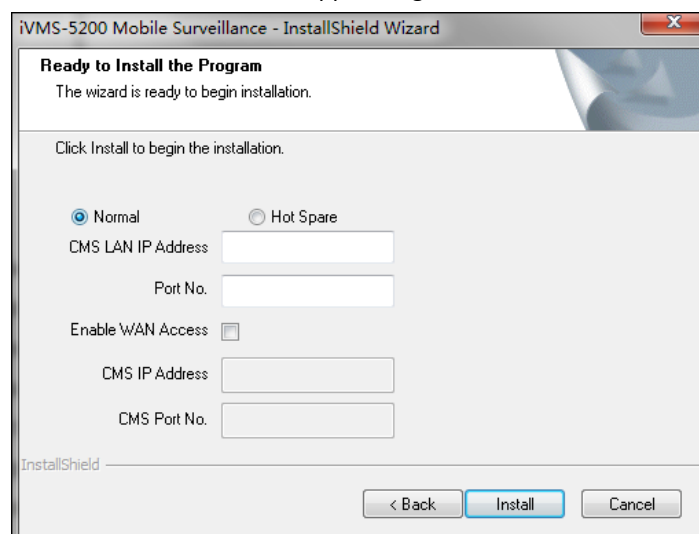 iVMS-5200 Mobile Surveillance - InstallShield Wizard
Ready to Install the Program
The wizard is ready to begin installation.
Click Install to begin the installation.
Normal Hot Spare
CMS LAN IP Address
Port No.
Enable WAN Access
CMS IP Address
CMS Port No.
InstallShield
< Back Install Cancel